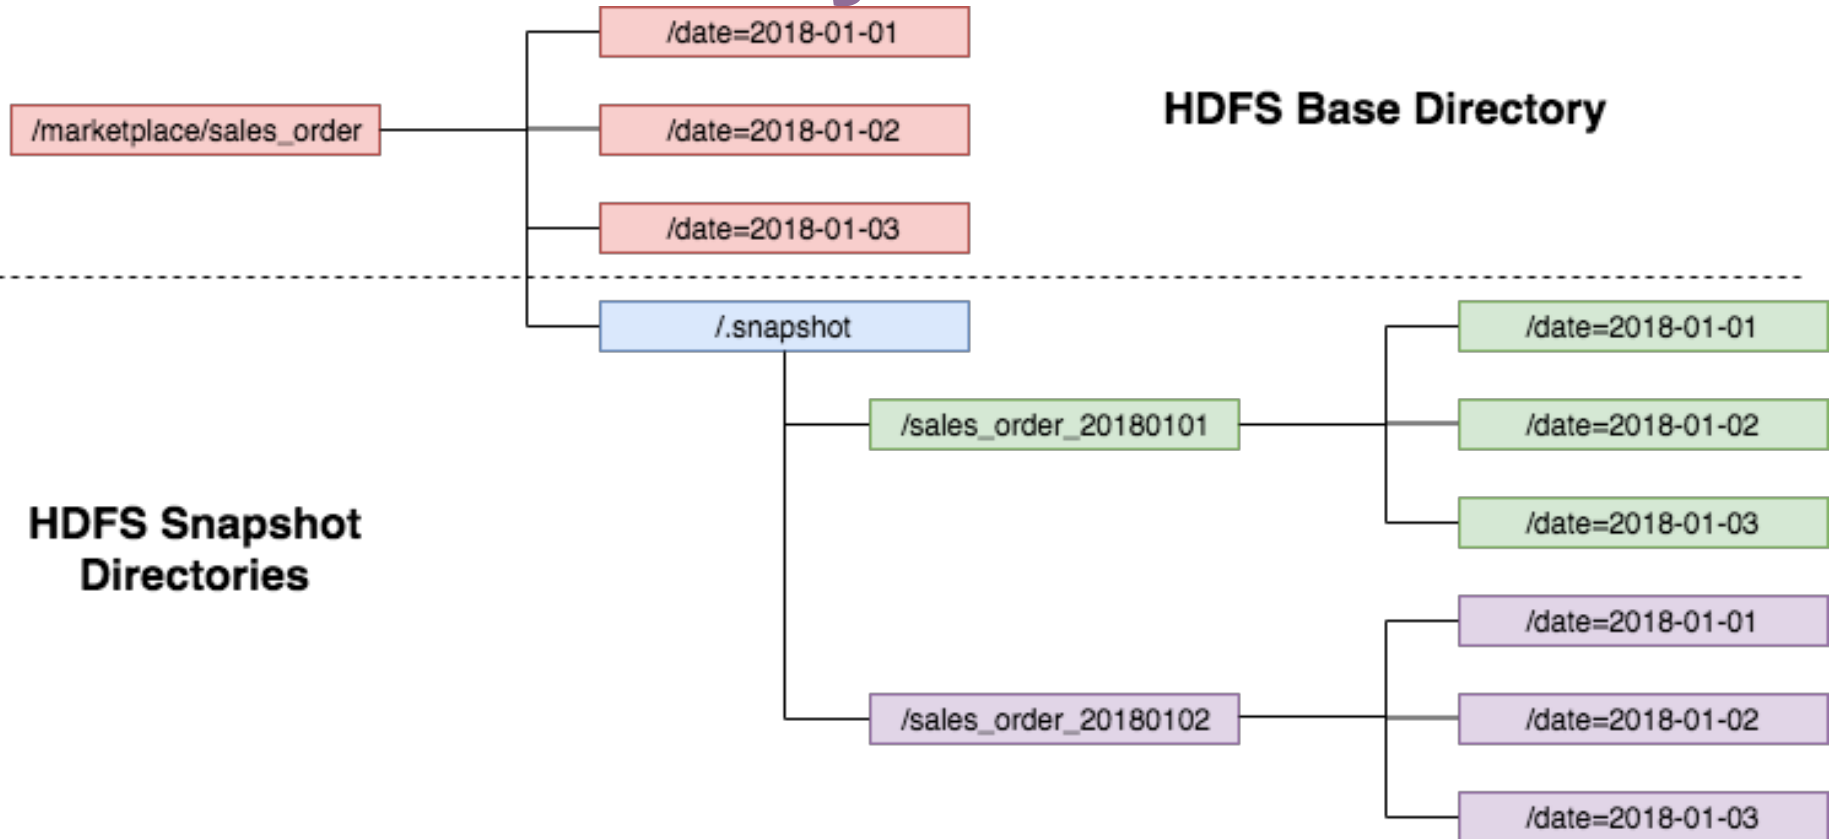 /date=2018-01-01
/marketplace/sales_order
/date=2018-01-02
/date=2018-01-03
HDFS Base Directory
/.snapshot
/sales_order_20180101
/date=2018-01-01
/date=2018-01-02
/date=2018-01-03
HDFS Snapshot
Directories
/sales_order_20180102
/date=2018-01-01
/date=2018-01-02
/date=2018-01-03